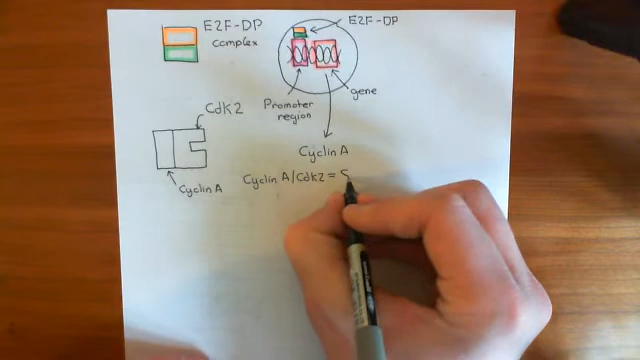 E2F-DP
complex
E2F-DP
Promoter
region
gene
Cdk2
Cyclin A
Cyclin A
Cyclin A/Cdk2 = S